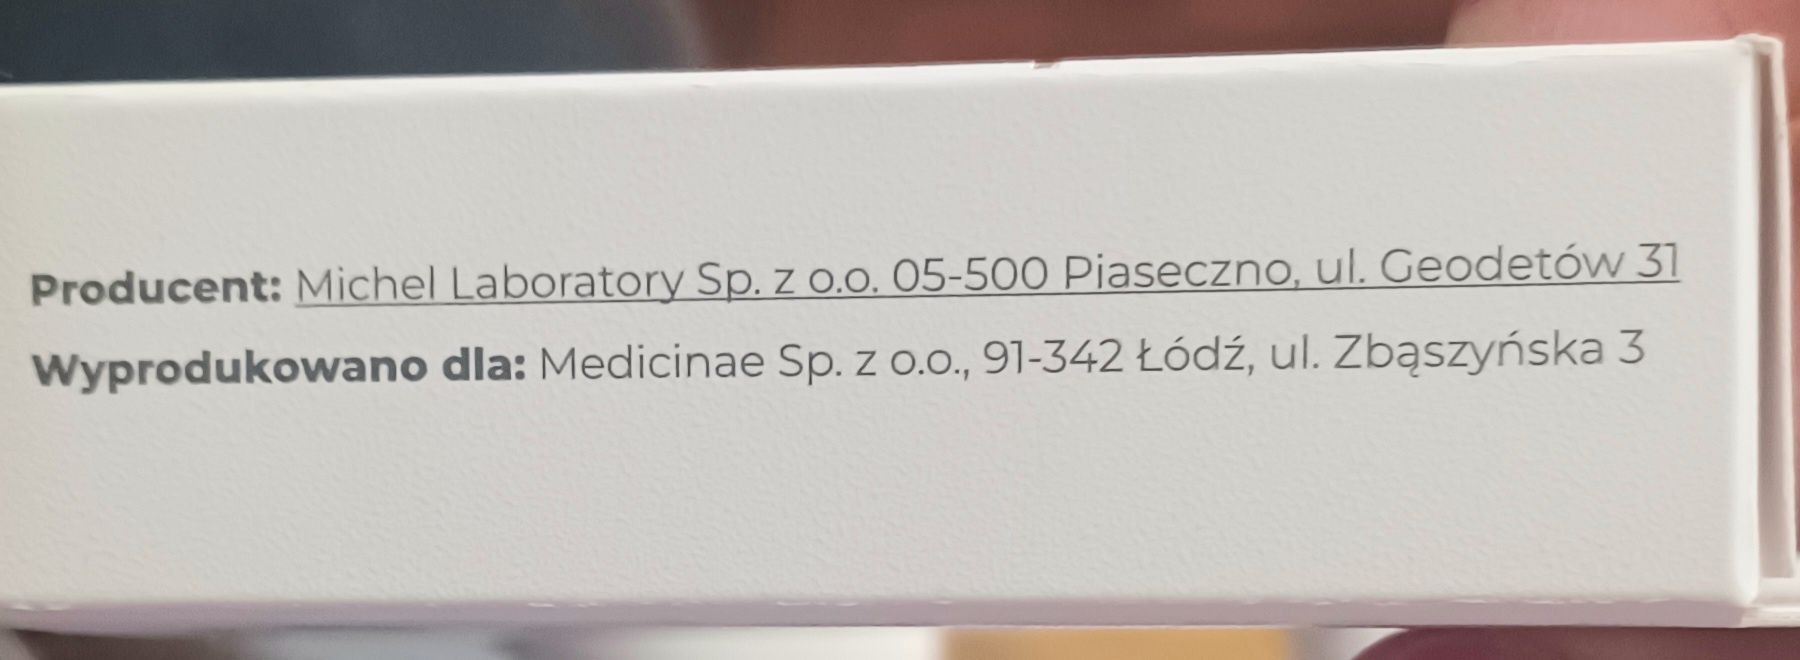 Producent: Michel Laboratory Sp. z o.o. 05-500 Piaseczno, ul. Geodetów 31
Wyprodukowano dla: Medicinae Sp. z o.o., 91-342 Łódź, ul. Zbąszyńska 3